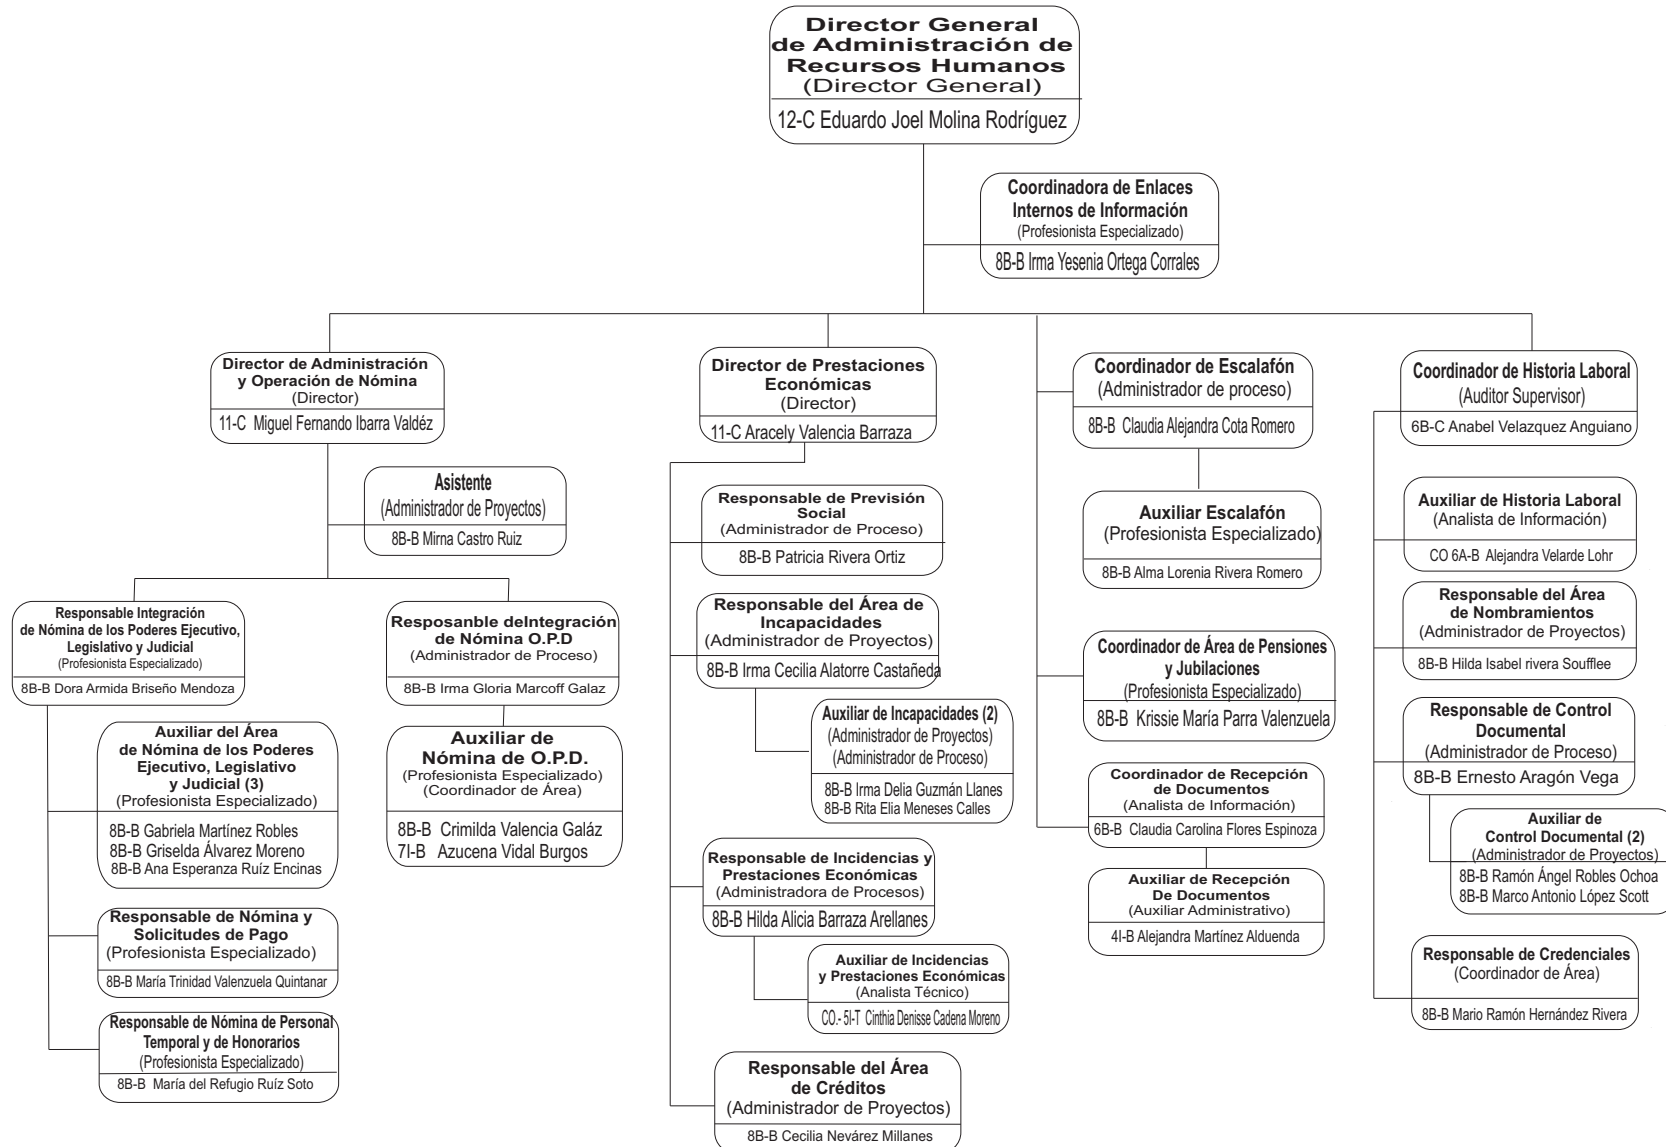 Director General
de Administración de
Recursos Humanos
(Director General)
12-C Eduardo Joel Molina Rodríguez
Coordinadora de Enlaces
Internos de Información
(Profesionista Especializado)
8B-B Irma Yesenia Ortega Corrales
Director de Administración
y Operación de Nómina
(Director)
11-C Miguel Fernando Ibarra Valdéz
Asistente
(Administrador de Proyectos)
8B-B Mirna Castro Ruiz
Responsable Integración
de Nómina de los Poderes Ejecutivo,
Legislativo y Judicial
(Profesionista Especializado)
8B-B Dora Armida Briseño Mendoza
Auxiliar del Área
de Nómina de los Poderes
Ejecutivo, Legislativo
y Judicial (3)
(Profesionista Especializado)
8B-B Gabriela Martínez Robles
8B-B Griselda Álvarez Moreno
8B-B Ana Esperanza Ruíz Encinas
Responsable de Nómina y
Solicitudes de Pago
(Profesionista Especializado)
8B-B María Trinidad Valenzuela Quintanar
Responsable de Nómina de Personal
Temporal y de Honorarios
(Profesionista Especializado)
8B-B María del Refugio Ruíz Soto
Resposanble deIntegración
de Nómina O.P.D
(Administrador de Proceso)
8B-B Irma Gloria Marcoff Galaz
Auxiliar de
Nómina de O.P.D.
(Profesionista Especializado)
(Coordinador de Área)
8B-B Crimilda Valencia Galáz
7I-B Azucena Vidal Burgos
Director de Prestaciones
Económicas
(Director)
11-C Aracely Valencia Barraza
Responsable de Previsión
Social
(Administrador de Proceso)
8B-B Patricia Rivera Ortiz
Responsable del Área de
Incapacidades
(Administrador de Proyectos)
8B-B Irma Cecilia Alatorre Castañeda
Auxiliar de Incapacidades (2)
(Administrador de Proyectos)
(Administrador de Proceso)
8B-B Irma Delia Guzmán Llanes
8B-B Rita Elia Meneses Calles
Responsable de Incidencias y
Prestaciones Económicas
(Administradora de Procesos)
8B-B Hilda Alicia Barraza Arellanes
Auxiliar de Incidencias
y Prestaciones Económicas
(Analista Técnico)
CO.- 5I-T Cinthia Denisse Cadena Moreno
Responsable del Área
de Créditos
(Administrador de Proyectos)
8B-B Cecilia Nevárez Millanes
Coordinador de Escalafón
(Administrador de proceso)
8B-B Claudia Alejandra Cota Romero
Auxiliar Escalafón
(Profesionista Especializado)
8B-B Alma Lorenia Rivera Romero
Coordinador de Área de Pensiones
y Jubilaciones
(Profesionista Especializado)
8B-B Krissie María Parra Valenzuela
Coordinador de Recepción
de Documentos
(Analista de Información)
6B-B Claudia Carolina Flores Espinoza
Auxiliar de Recepción
De Documentos
(Auxiliar Administrativo)
4I-B Alejandra Martínez Alduenda
Coordinador de Historia Laboral
(Auditor Supervisor)
6B-C Anabel Velazquez Anguiano
Auxiliar de Historia Laboral
(Analista de Información)
CO 6A-B Alejandra Velarde Lohr
Responsable del Área
de Nombramientos
(Administrador de Proyectos)
8B-B Hilda Isabel rivera Soufflee
Responsable de Control
Documental
(Administrador de Proceso)
8B-B Ernesto Aragón Vega
Auxiliar de
Control Documental (2)
(Administrador de Proyectos)
8B-B Ramón Ángel Robles Ochoa
8B-B Marco Antonio López Scott
Responsable de Credenciales
(Coordinador de Área)
8B-B Mario Ramón Hernández Rivera